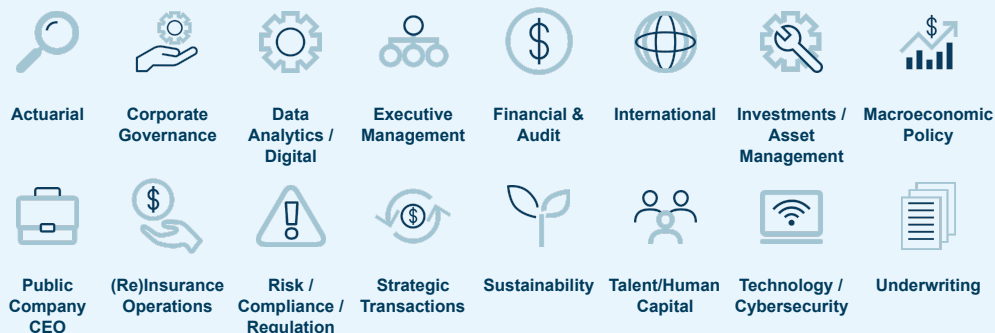 $
$
Actuarial
Corporate
Governance
Data
Analytics /
Digital
Executive
Management
Financial &
Audit
International
Investments /
Asset
Management
Macroeconomic
Policy
$
$
Public
Company
CEO
(Re)Insurance
Operations
Risk /
Compliance /
Regulation
Strategic
Transactions
Sustainability
Talent/Human
Capital
Technology /
Cybersecurity
Underwriting